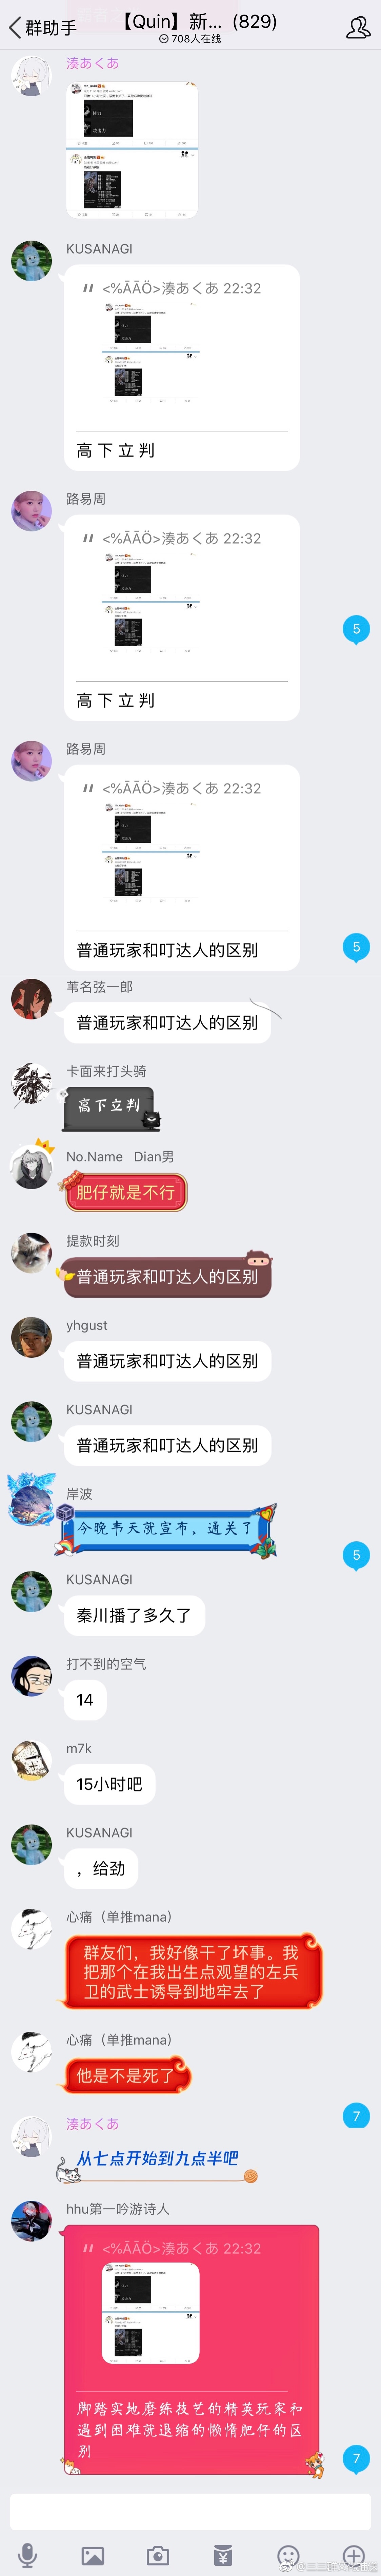 群助手
【Quin】新... (829)
708人在线
湊あくあ
体力
攻击力
KUSANAGI
<%ĂĂÖ>湊あくあ 22:32
高 下 立 判
路易周
<%ĂĂÖ>湊あくあ 22:32
高 下 立 判
5
路易周
<%ĂĂÖ>湊あくあ 22:32
普通玩家和叮达人的区别
5
苇名弦一郎
普通玩家和叮达人的区别
卡面来打头骑
高下立判
No.Name Dian男
肥仔就是不行
提款时刻
普通玩家和叮达人的区别
yhgust
普通玩家和叮达人的区别
KUSANAGI
普通玩家和叮达人的区别
岸波
今晚韦天就宣布，通关了
5
KUSANAGI
秦川播了多久了
打不到的空气
14
m7k
15小时吧
KUSANAGI
，给劲
心痛（单推mana）
群友们，我好像干了坏事。我
把那个在我出生点观望的左兵
卫的武士诱导到地牢去了
心痛（单推mana）
他是不是死了
7
湊あくあ
从七点开始到九点半吧
hhu第一吟游诗人
<%ĂĂÖ>湊あくあ 22:32
脚踏实地磨练技艺的精英玩家和
遇到困难就退缩的懒惰肥仔的区
别
7